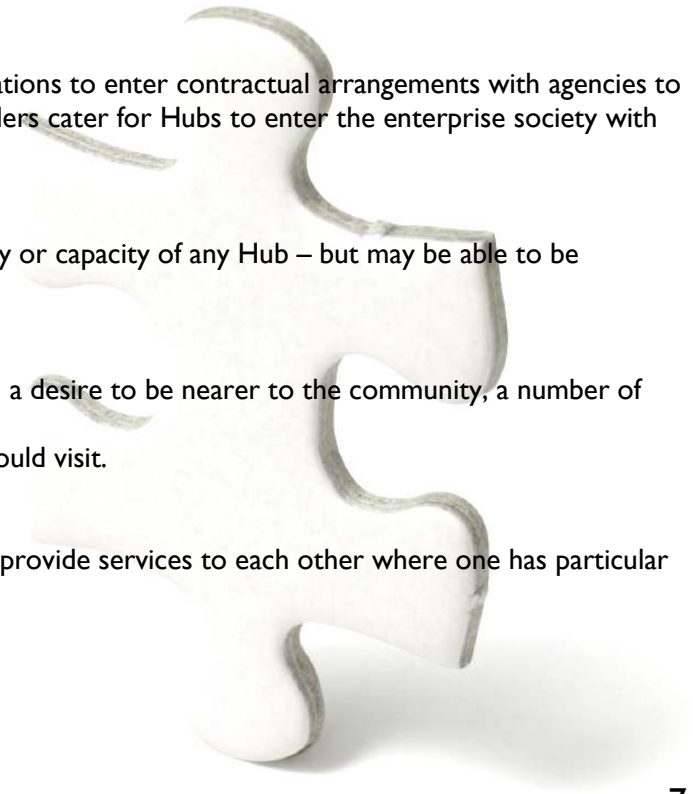 ations to enter contractual arrangements with agencies to
lers cater for Hubs to enter the enterprise society with
y or capacity of any Hub – but may be able to be
a desire to be nearer to the community, a number of
ould visit.
provide services to each other where one has particular
7